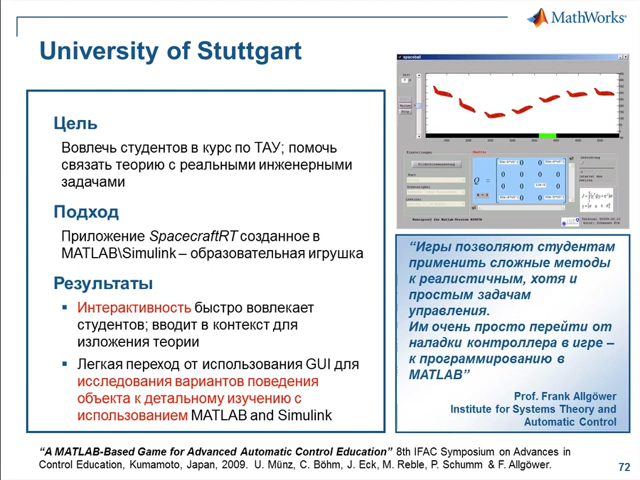 MathWorks
University of Stuttgart
Цель
Вовлечь студентов в курс по ТАУ; помочь
связать теорию с реальными инженерными
задачами
Подход
Приложение SpacecraftRT созданное в
MATLAB\Simulink – образовательная игрушка
Результаты
Интерактивность быстро вовлекает
студентов; вводит в контекст для
изложения теории
Легкая переход от использования GUI для
исследования вариантов поведения
объекта к детальному изучению с
использованием MATLAB and Simulink
“Игры позволяют студентам
применить сложные методы
к реалистичным, хотя и
простым задачам
управления.
Им очень просто перейти от
наладки контроллера в игре –
к программированию в
MATLAB”
Prof. Frank Allgöwer
Institute for Systems Theory and
Automatic Control
“A MATLAB-Based Game for Advanced Automatic Control Education” 8th IFAC Symposium on Advances in
Control Education, Kumamoto, Japan, 2009. U. Münz, C. Böhm, J. Eck, M. Reble, P. Schumm & F. Allgöwer.
72